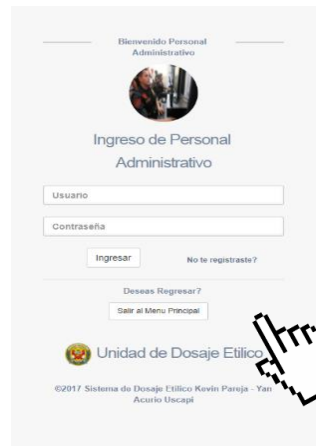 Bienvenido Personal
Administrativo
Ingreso de Personal
Administrativo
Usuario
Contraseña
Ingresar
No te registraste?
Deseas Regresar?
Salir al Menu Principal
Unidad de Dosaje Etilico
©2017 Sistema de Dosaje Etilico Kevin Pareja - Yan
Acurio Uscapi